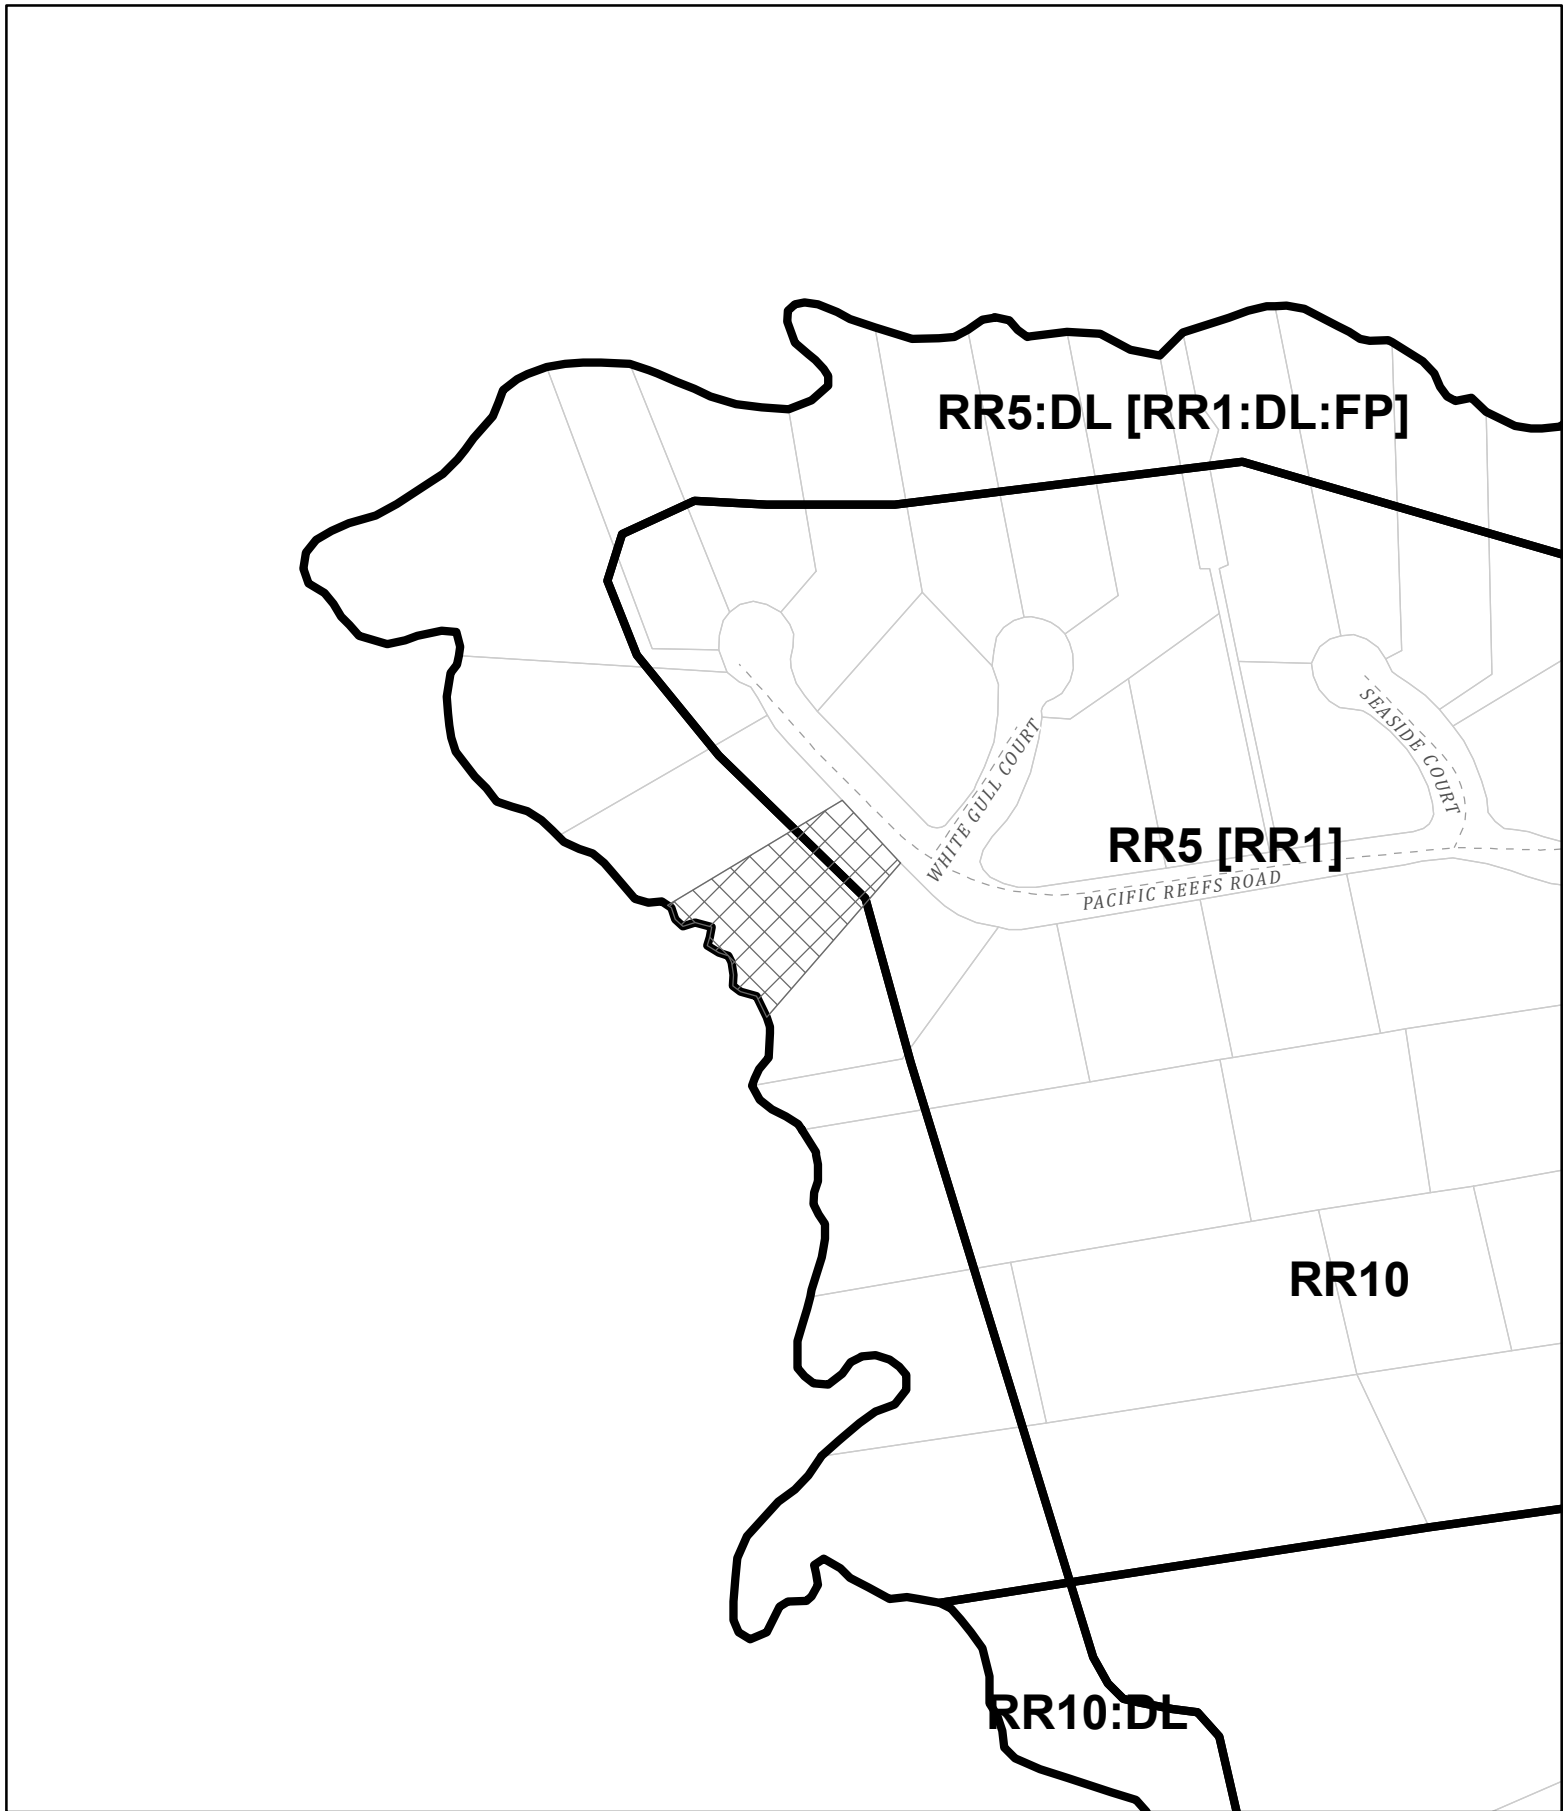 RR5:DL [RR1:DL:FP]
SEASIDE COURT
WHITE GULL COURT
RR5 [RR1]
PACIFIC REEFS ROAD
RR10
RR10:DL